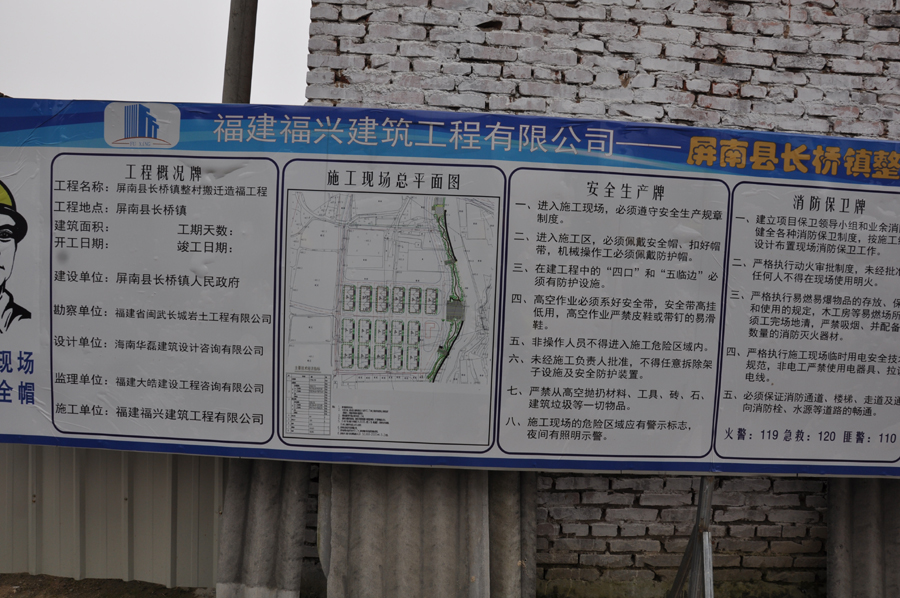 福建福兴建筑工程有限公司——屏南县长桥镇整
工程概况牌
工程名称：屏南县长桥镇整村搬迁造福工程
工程地点：屏南县长桥镇
建筑面积： 工期天数：
开工日期： 竣工日期：
建设单位：屏南县长桥镇人民政府
勘察单位：福建省闽武长城岩土工程有限公司
设计单位：海南华磊建筑设计咨询有限公司
监理单位：福建大皓建设工程咨询有限公司
施工单位：福建福兴建筑工程有限公司
现场
全帽
施工现场总平面图
安全生产牌
一、进入施工现场，必须遵守安全生产规章
制度。
二、进入施工区，必须佩戴安全帽、扣好帽
带，机械操作工必须佩戴防护帽。
三、在建工程中的“四口”和“五临边”必
须有防护设施。
四、高空作业必须系好安全带，安全带高挂
低用，高空作业严禁皮鞋或带钉的易滑
鞋。
五、非操作人员不得进入施工危险区域内。
六、未经施工负责人批准，不得任意拆除架
子设施及安全防护装置。
七、严禁从高空抛扔材料、工具、砖、石、
建筑垃圾等一切物品。
八、施工现场的危险区域应有警示标志，
夜间有照明示警。
消防保卫牌
一、建立项目保卫领导小组和业余消
健全各种消防保卫制度，按施工
设计布置现场消防保卫工作。
二、严格执行动火审批制度，未经批准
任何人不得在现场使用明火。
三、严格执行易燃易爆物品的存放、保
和使用的规定，木工房等易燃场所
须工完场地清，严禁吸烟、并配备
数量的消防灭火器材。
四、严格执行施工现场临时用电安全技
规范，非电工严禁使用电器具、拉
电线。
五、必须保证消防通道、楼梯、走道及通
向消防栓、水源等道路的畅通。
火警：119 急救：120 匪警：110